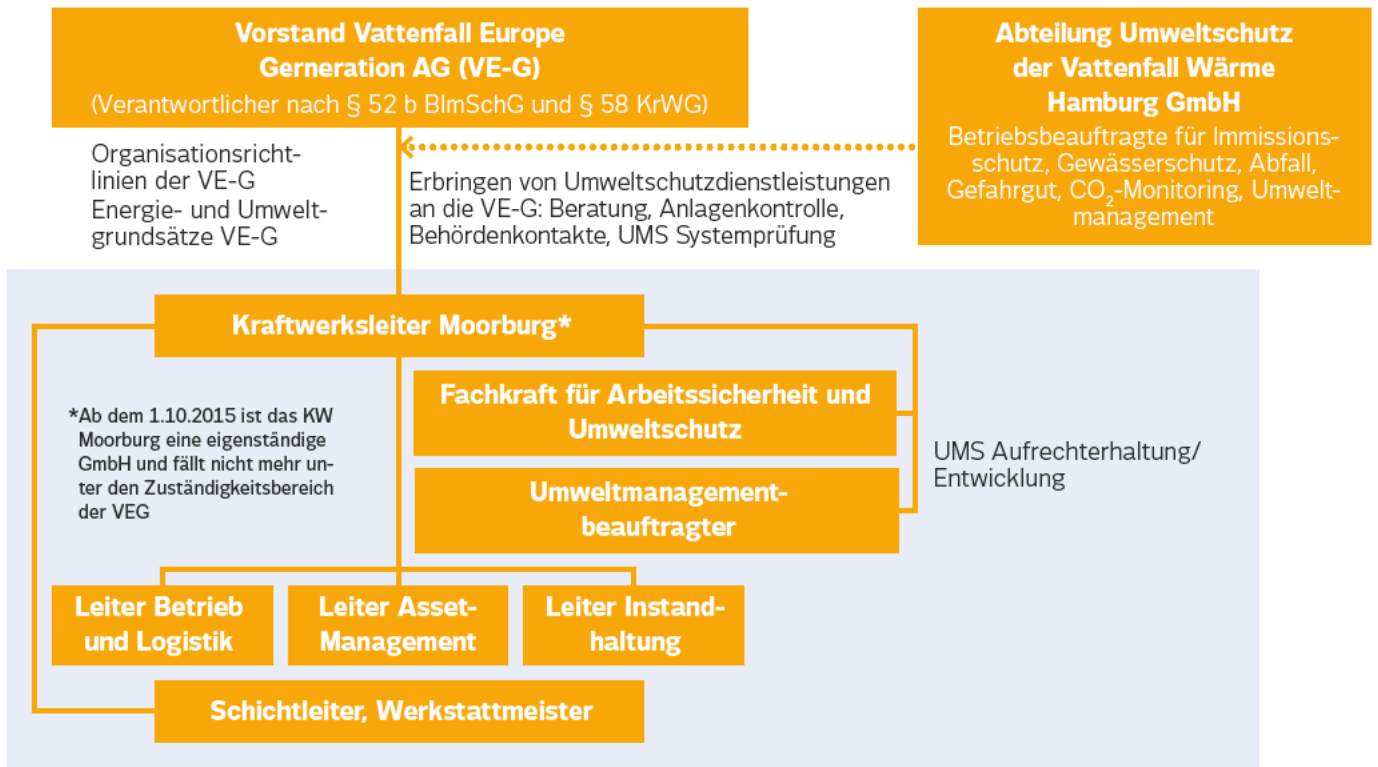 Vorstand Vattenfall Europe
Gerneration AG (VE-G)
(Verantwortlicher nach § 52 b BImSchG und § 58 KrWG)
Abteilung Umweltschutz
der Vattenfall Wärme
Hamburg GmbH
Betriebsbeauftragte für Immissions-
schutz, Gewässerschutz, Abfall,
Gefahrgut, CO₂-Monitoring, Umwelt-
management
Organisationsricht-
linien der VE-G
Energie- und Umwelt-
grundsätze VE-G
Erbringen von Umweltschutzdienstleistungen
an die VE-G: Beratung, Anlagenkontrolle,
Behördenkontakte, UMS Systemprüfung
Kraftwerksleiter Moorburg*
*Ab dem 1.10.2015 ist das KW
Moorburg eine eigenständige
GmbH und fällt nicht mehr un-
ter den Zuständigkeitsbereich
der VEG
Fachkraft für Arbeitssicherheit und
Umweltschutz
Umweltmanagement-
beauftragter
UMS Aufrechterhaltung/
Entwicklung
Leiter Betrieb
und Logistik
Leiter Asset-
Management
Leiter Instand-
haltung
Schichtleiter, Werkstattmeister